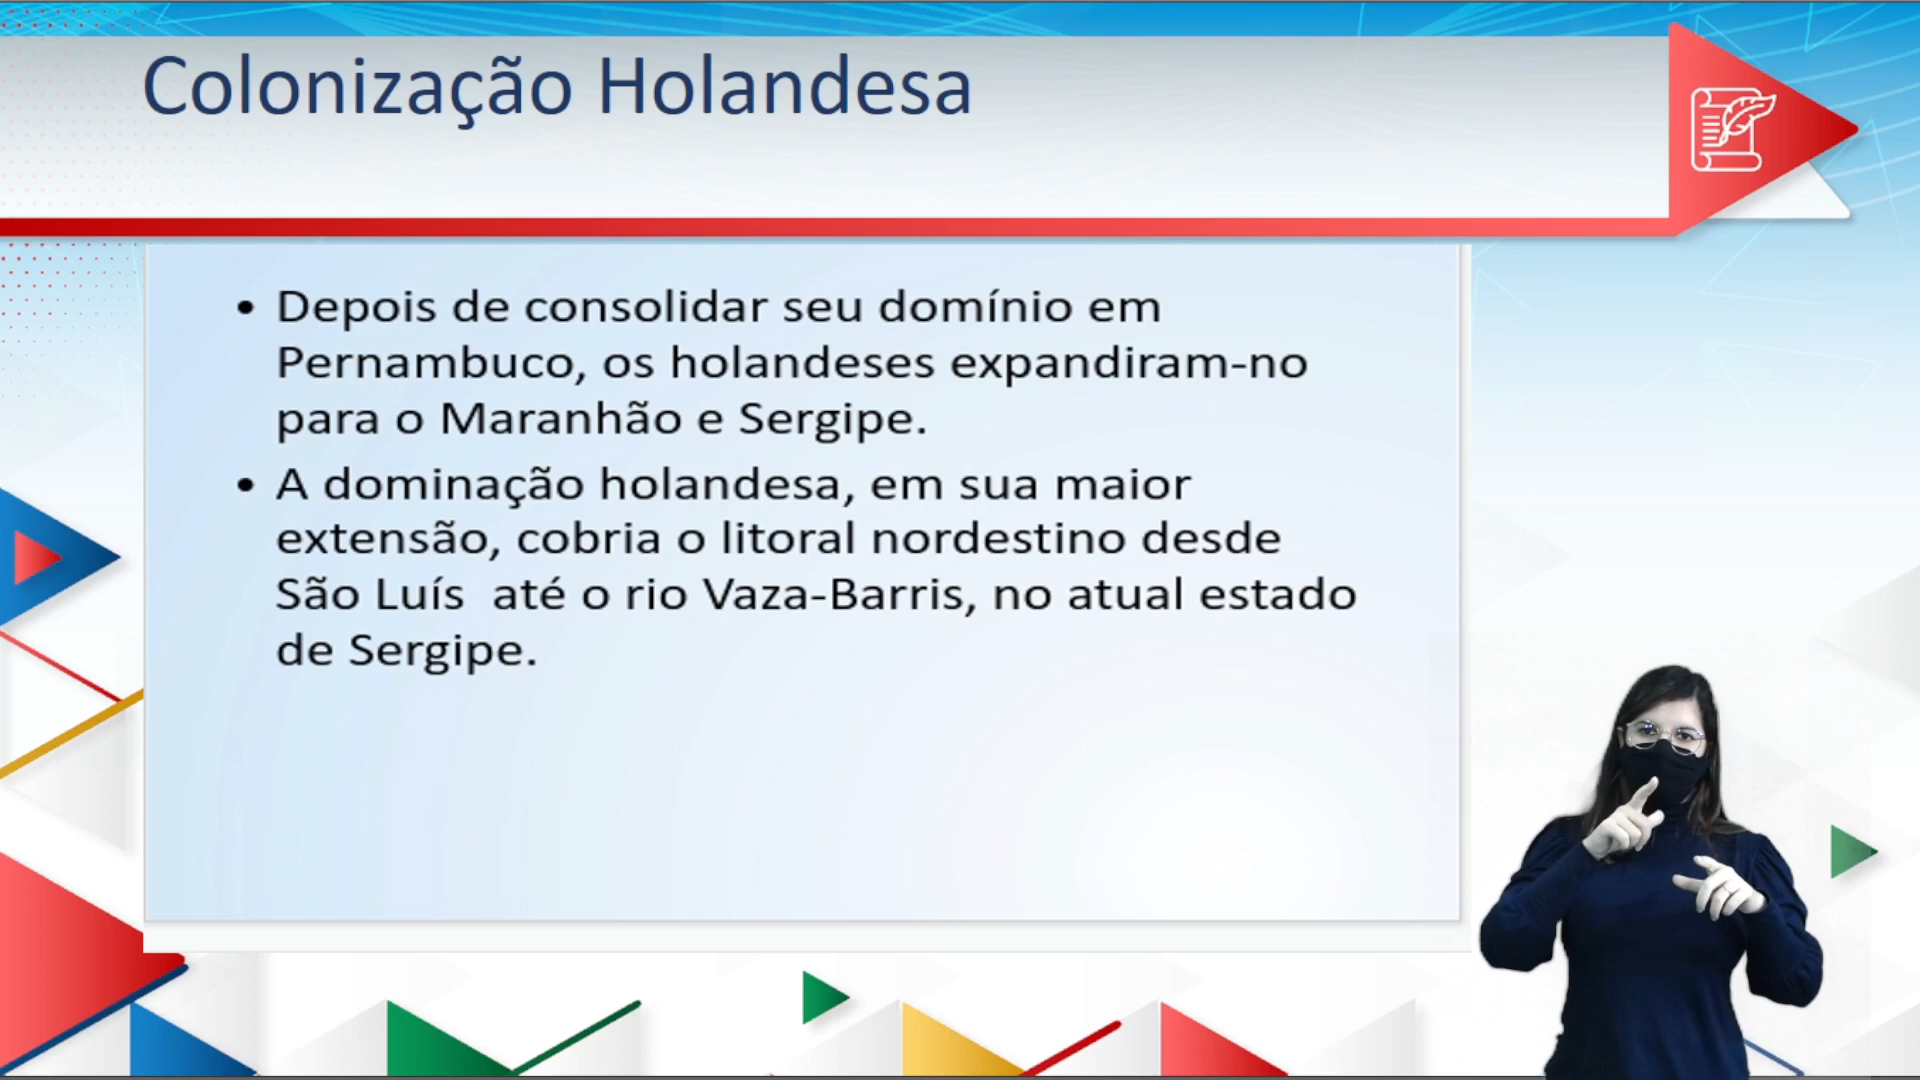 Colonização Holandesa
• Depois de consolidar seu domínio em
Pernambuco, os holandeses expandiram-no
para o Maranhão e Sergipe.
• A dominação holandesa, em sua maior
extensão, cobria o litoral nordestino desde
São Luís  até o rio Vaza-Barris, no atual estado
de Sergipe.